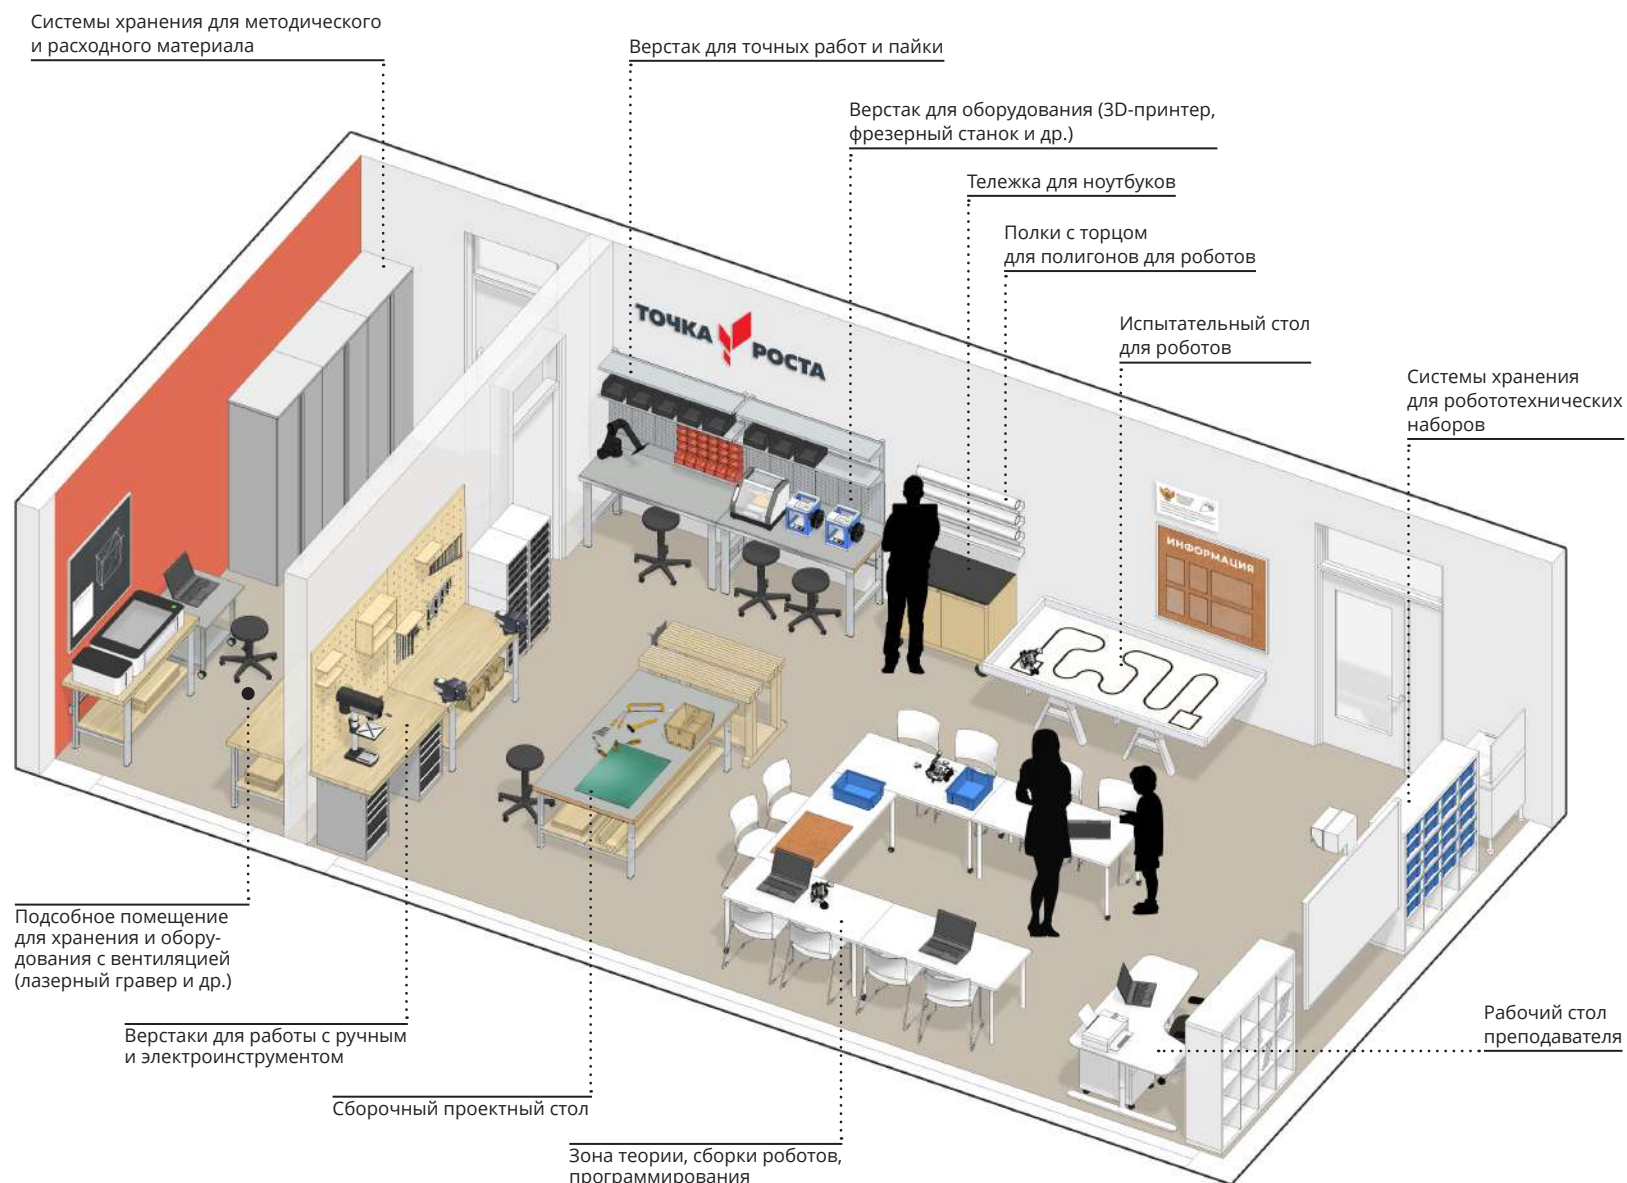 Системы хранения для методического
и расходного материала
Верстак для точных работ и пайки
Верстак для оборудования (3D-принтер,
фрезерный станок и др.)
Тележка для ноутбуков
Полки с торцом
для полигонов для роботов
Испытательный стол
для роботов
Системы хранения
для робототехнических
наборов
ТОЧКА
РОСТА
ИНФОРМАЦИЯ
Подсобное помещение
для хранения и обору-
дования с вентиляцией
(лазерный гравер и др.)
Верстаки для работы с ручным
и электроинструментом
Сборочный проектный стол
Зона теории, сборки роботов,
программирования
Рабочий стол
преподавателя